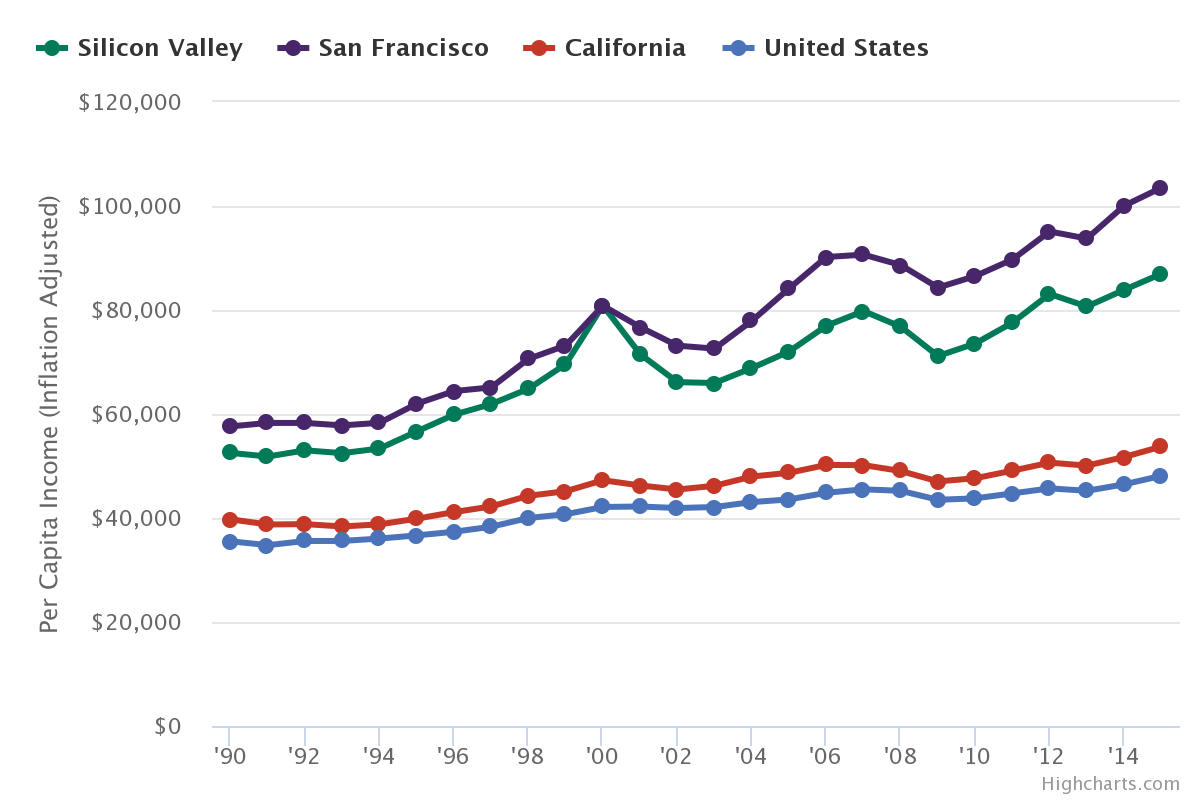 Silicon Valley San Francisco California United States
$120,000
$100,000
$80,000
$60,000
$40,000
$20,000
$0
Per Capita Income (Inflation Adjusted)
'90 '92 '94 '96 '98 '00 '02 '04 '06 '08 '10 '12 '14
Highcharts.com